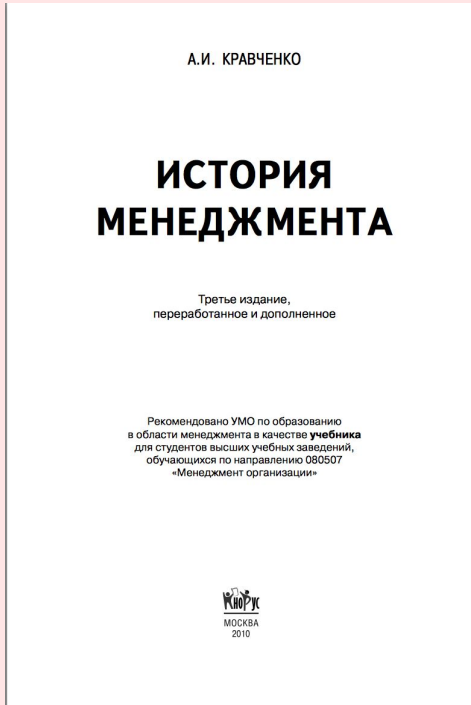 А.И. КРАВЧЕНКО
ИСТОРИЯ
МЕНЕДЖМЕНТА
Третье издание,
переработанное и дополненное
Рекомендовано УМО по образованию
в области менеджмента в качестве учебника
для студентов высших учебных заведений,
обучающихся по направлению 080507
«Менеджмент организации»
КНОРУС
МОСКВА
2010